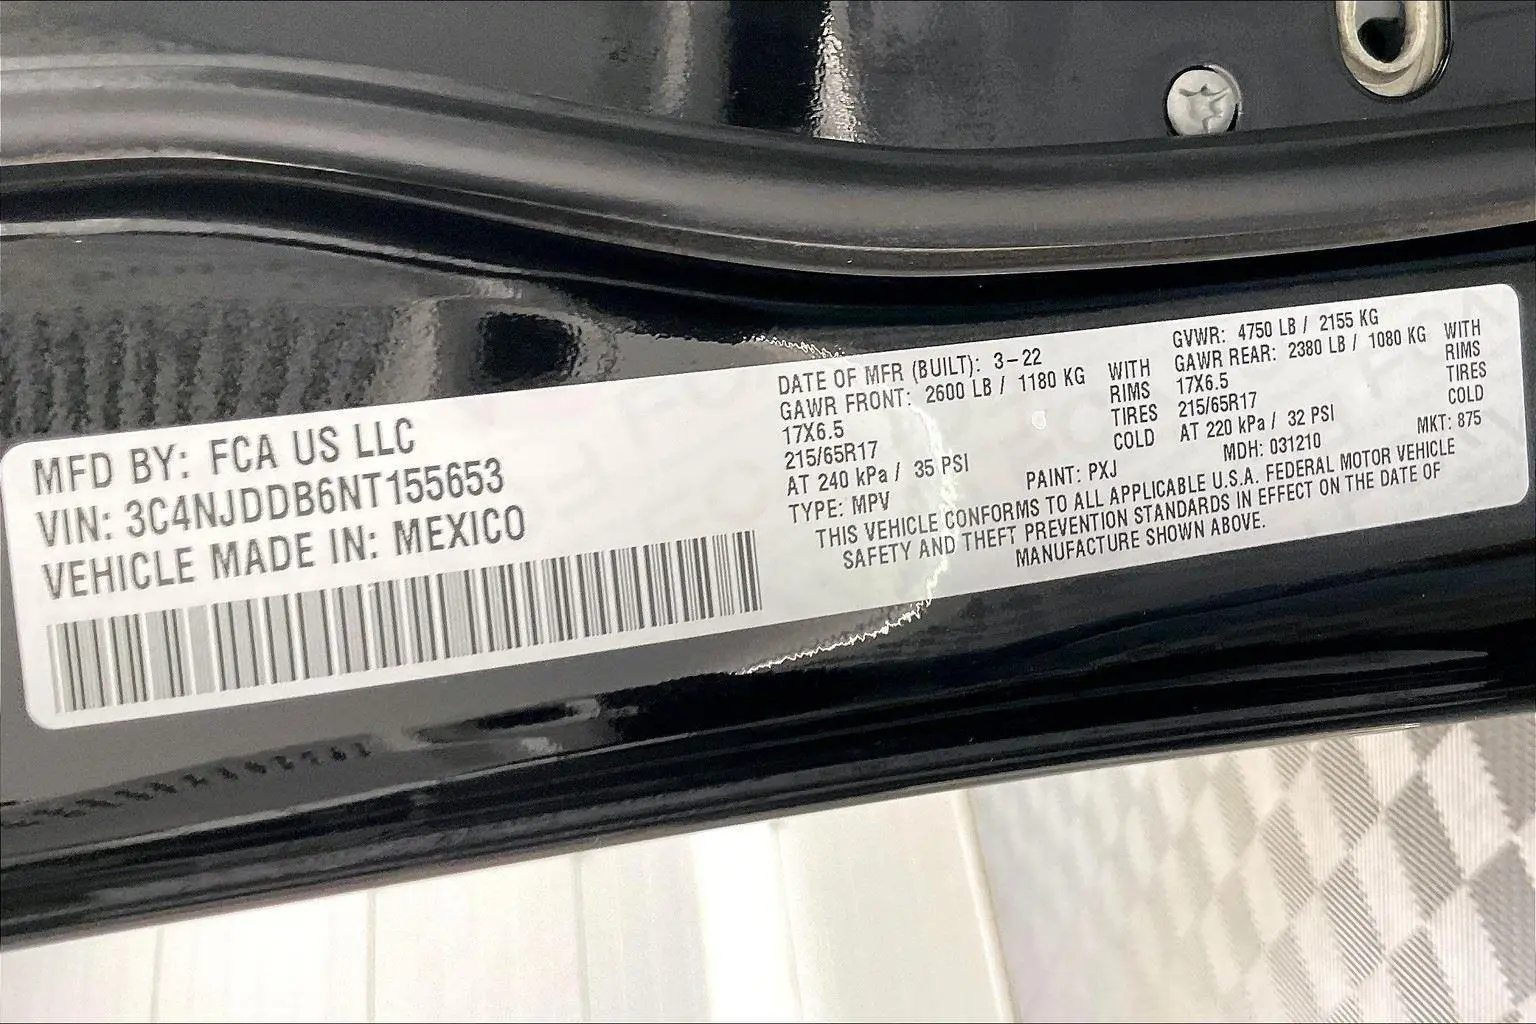 MFD BY: FCA US LLC
VIN: 3C4NJDDB6NT155653
VEHICLE MADE IN: MEXICO
DATE OF MFR (BUILT): 3-22
GAWR FRONT: 2600 LB / 1180 KG WITH
17X6.5 RIMS
215/65R17 TIRES
AT 240 kPa / 35 PSI COLD
GVWR: 4750 LB / 2155 KG
GAWR REAR: 2380 LB / 1080 KG WITH
17X6.5 RIMS
215/65R17 TIRES
AT 220 kPa / 32 PSI COLD
TYPE: MPV PAINT: PXJ MDH: 031210 MKT: 875
THIS VEHICLE CONFORMS TO ALL APPLICABLE U.S.A. FEDERAL MOTOR VEHICLE
SAFETY AND THEFT PREVENTION STANDARDS IN EFFECT ON THE DATE OF
MANUFACTURE SHOWN ABOVE.